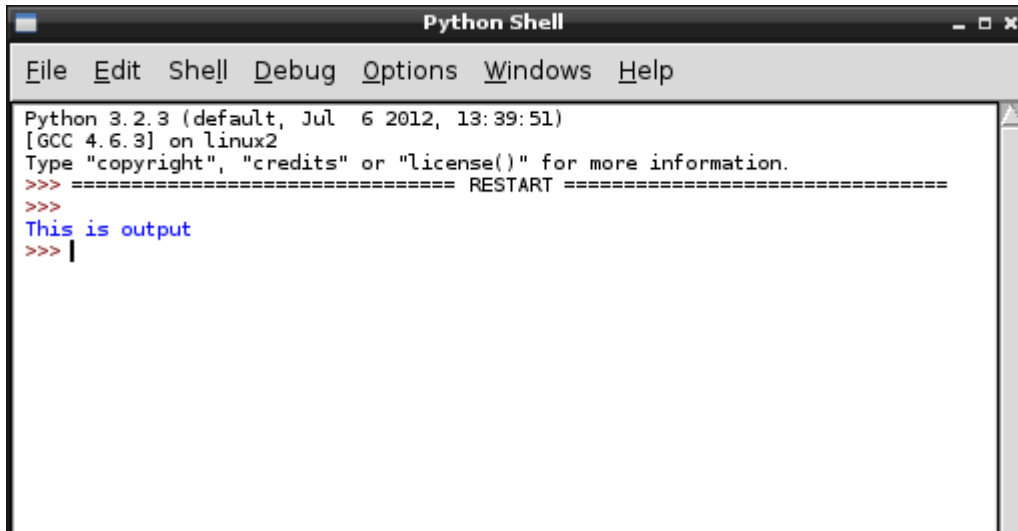 Python Shell
File Edit Shell Debug Options Windows Help
Python 3.2.3 (default, Jul  6 2012, 13:39:51)
[GCC 4.6.3] on linux2
Type "copyright", "credits" or "license()" for more information.
>>> ================================ RESTART ================================
>>>
This is output
>>>